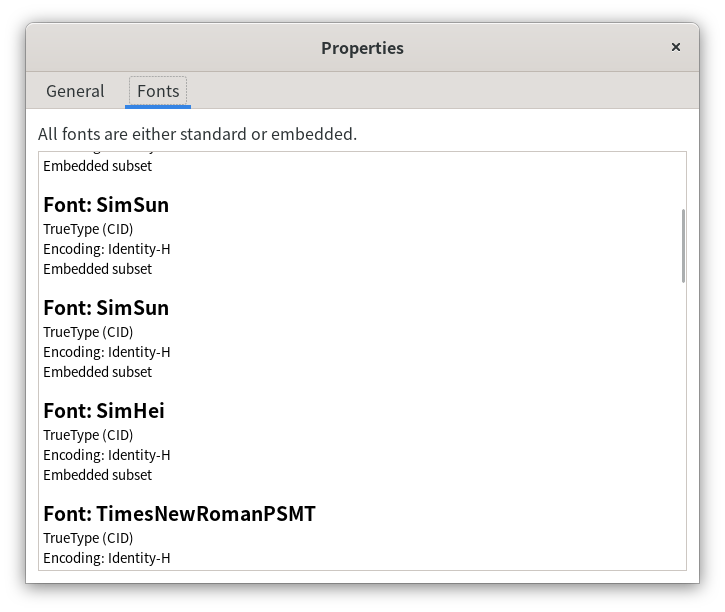 Properties
General
Fonts
All fonts are either standard or embedded.
Embedded subset
Font: SimSun
TrueType (CID)
Encoding: Identity-H
Embedded subset
Font: SimSun
TrueType (CID)
Encoding: Identity-H
Embedded subset
Font: SimHei
TrueType (CID)
Encoding: Identity-H
Embedded subset
Font: TimesNewRomanPSMT
TrueType (CID)
Encoding: Identity-H